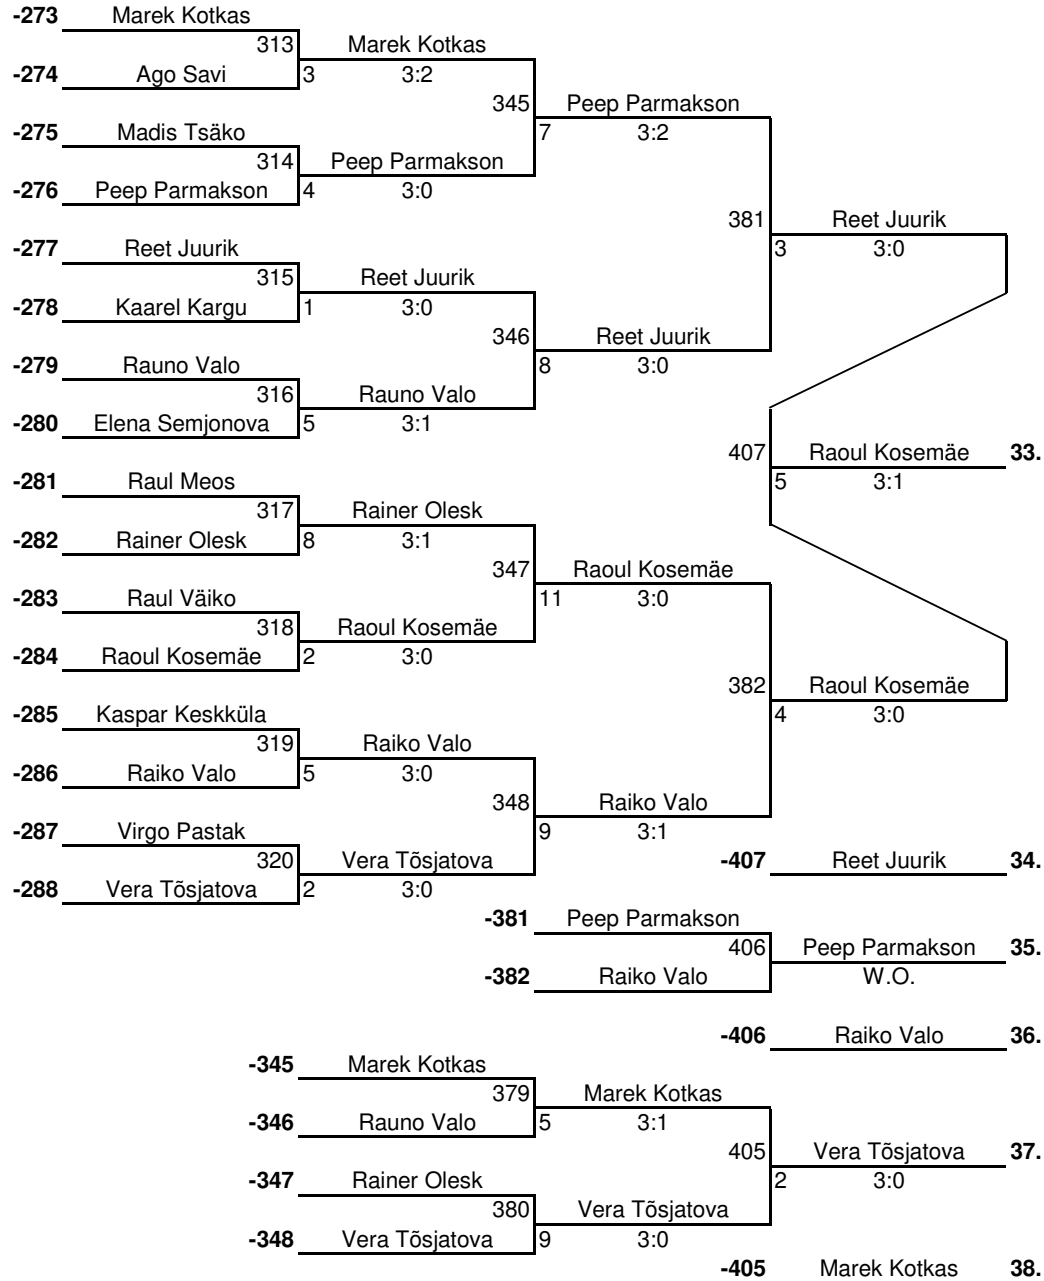 -273 Marek Kotkas
313 Marek Kotkas
-274 Ago Savi 3 3:2
345 Peep Parmakson
-275 Madis Tsäko 7 3:2
314 Peep Parmakson
-276 Peep Parmakson 4 3:0
381 Reet Juurik
-277 Reet Juurik 3 3:0
315 Reet Juurik
-278 Kaarel Kargu 1 3:0
346 Reet Juurik
-279 Rauno Valo 8 3:0
316 Rauno Valo
-280 Elena Semjonova 5 3:1
407 Raoul Kosemäe 33.
-281 Raul Meos 5 3:1
317 Rainer Olesk
-282 Rainer Olesk 8 3:1
347 Raoul Kosemäe
-283 Raul Väiko 11 3:0
318 Raoul Kosemäe
-284 Raoul Kosemäe 2 3:0
382 Raoul Kosemäe
-285 Kaspar Keskküla 4 3:0
319 Raiko Valo
-286 Raiko Valo 5 3:0
348 Raiko Valo
-287 Virgo Pastak 9 3:1
320 Vera Tõsjatova -407 Reet Juurik 34.
-288 Vera Tõsjatova 2 3:0
-381 Peep Parmakson
406 Peep Parmakson 35.
-382 Raiko Valo W.O.
-406 Raiko Valo 36.
-345 Marek Kotkas
379 Marek Kotkas
-346 Rauno Valo 5 3:1
405 Vera Tõsjatova 37.
-347 Rainer Olesk 2 3:0
380 Vera Tõsjatova
-348 Vera Tõsjatova 9 3:0
-405 Marek Kotkas 38.